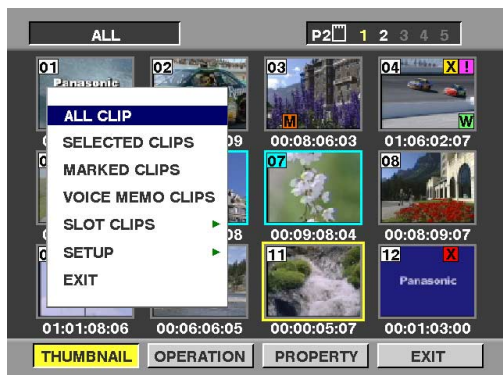 ALL
P2 1 2 3 4 5
01 02 03 04 X !
Panasonic
M W
09 00:08:06:03 01:06:02:07
ALL CLIP
SELECTED CLIPS
MARKED CLIPS
VOICE MEMO CLIPS
SLOT CLIPS
SETUP
EXIT
0 07 08
08 00:09:08:04 00:08:09:07
0 11 12 X
Panasonic
01:01:08:06 00:06:06:05 00:00:05:07 00:01:03:00
THUMBNAIL OPERATION PROPERTY EXIT